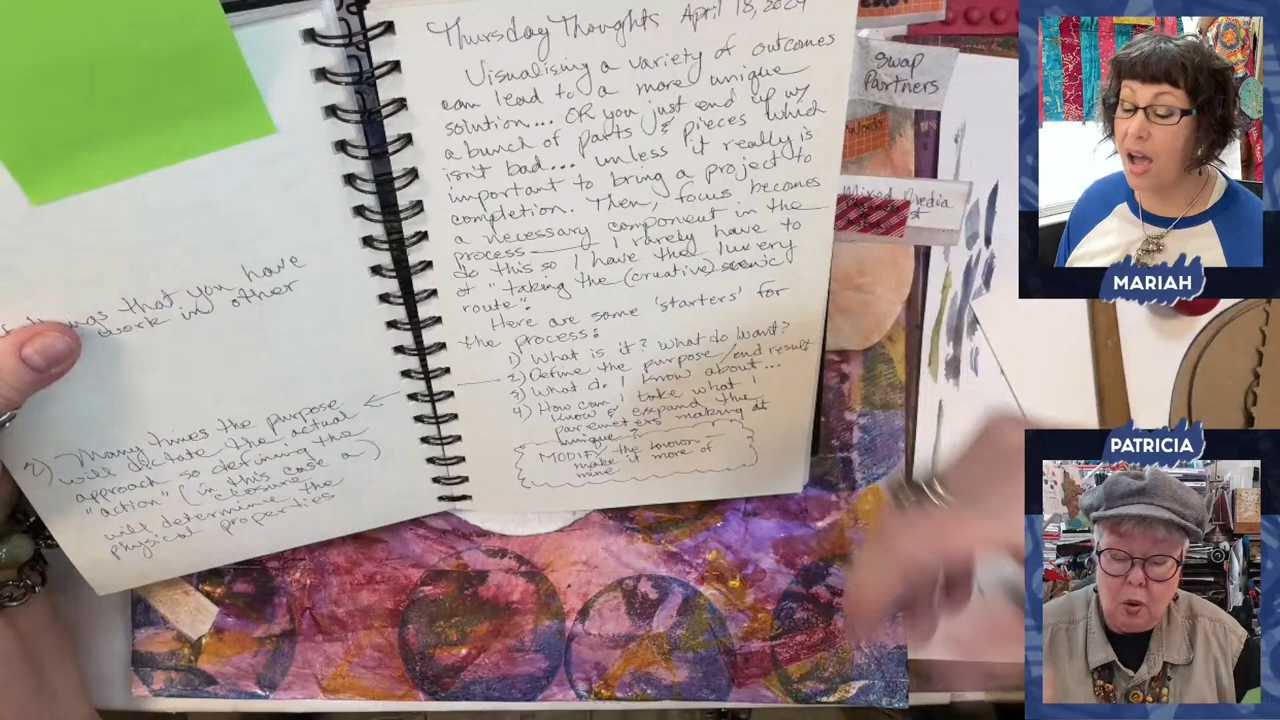 Thursday Thoughts April 18, 2024
Visualising a variety of outcomes
can lead to a more unique
solution... OR you just end up w/
a bunch of parts & pieces which
isn't bad... unless it really is
important to bring a project to
completion. Then, focus becomes
a necessary component in the
process I rarely have to
do this so I have the luxury
of "taking the (creative) scenic
route".
Here are some 'starters' for
the process:
1) What is it? What do I want?
2) Define the purpose/end result
3) What do I know about...
4) How can I take what I
know & expand the
paremeters making it
unique
MODIFY the known -
make it more of
mine
that you have
work in other
2) Many times the purpose
will dictate the actual
approach so defining the
"action" (in this case a
closure)
will determine the
physical properties
Swap
Partners
Words
Mixed Media
MARIAH
PATRICIA